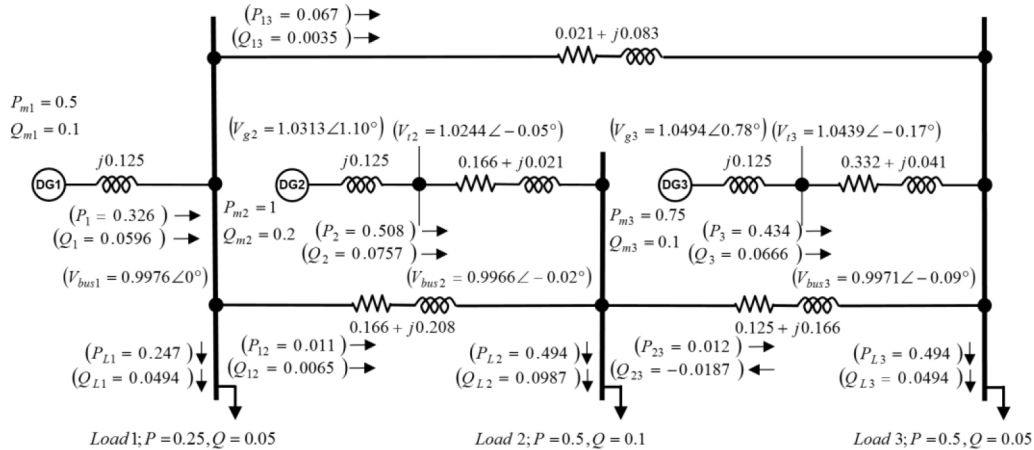 (P13 = 0.067 )
(Q13 = 0.0035 )
0.021 + j0.083
Pm1 = 0.5
Qm1 = 0.1
(Vg2 = 1.0313∠1.10°) (Vt2 = 1.0244∠−0.05°)
(Vg3 = 1.0494∠0.78°) (Vt3 = 1.0439∠−0.17°)
j0.125
j0.125
0.166 + j0.021
j0.125
0.332 + j0.041
DG1
DG2
DG3
(P1 = 0.326 )
(Q1 = 0.0596 )
Pm2 = 1
Qm2 = 0.2
(P2 = 0.508 )
(Q2 = 0.0757 )
Pm3 = 0.75
Qm3 = 0.1
(P3 = 0.434 )
(Q3 = 0.0666 )
(Vbus1 = 0.9976∠0°)
(Vbus2 = 0.9966∠−0.02°)
(Vbus3 = 0.9971∠−0.09°)
0.166 + j0.208
0.125 + j0.166
(PL1 = 0.247 )
(QL1 = 0.0494 )
(P12 = 0.011 )
(Q12 = 0.0065 )
(PL2 = 0.494 )
(QL2 = 0.0987 )
(P23 = 0.012 )
(Q23 = −0.0187 )
(PL3 = 0.494 )
(QL3 = 0.0494 )
Load1; P = 0.25, Q = 0.05
Load 2; P = 0.5, Q = 0.1
Load 3; P = 0.5, Q = 0.05